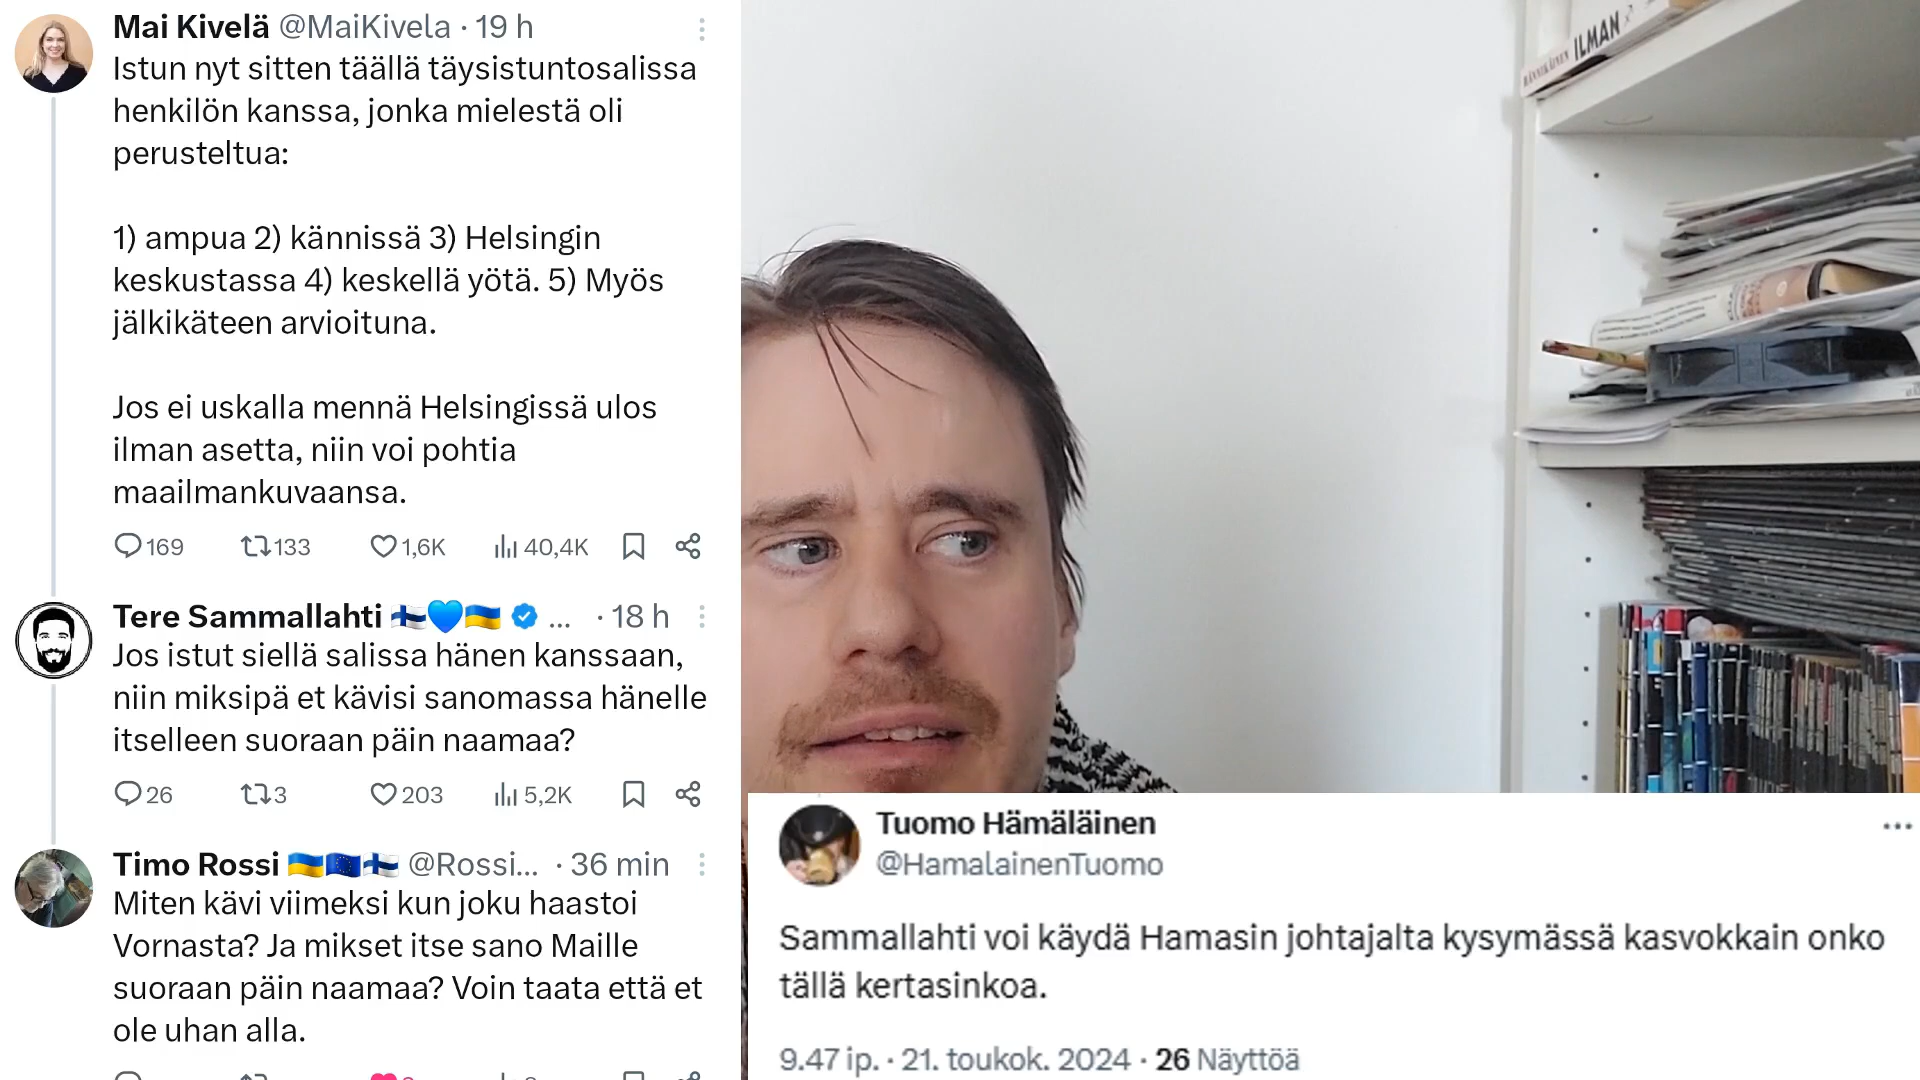 Mai Kivelä @MaiKivela · 19 h
Istun nyt sitten täällä täysistuntosalissa
henkilön kanssa, jonka mielestä oli
perusteltua:
1) ampua 2) kännissä 3) Helsingin
keskustassa 4) keskellä yötä. 5) Myös
jälkikäteen arvioituna.
Jos ei uskalla mennä Helsingissä ulos
ilman asetta, niin voi pohtia
maailmankuvaansa.
169 133 1,6K 40,4K
Tere Sammallahti 🇫🇮💙🇺🇦 ... · 18 h
Jos istut siellä salissa hänen kanssaan,
niin miksipä et kävisi sanomassa hänelle
itselleen suoraan päin naamaa?
26 3 203 5,2K
Timo Rossi 🇺🇦🇪🇺🇫🇮 @Rossi... · 36 min
Miten kävi viimeksi kun joku haastoi
Vornasta? Ja mikset itse sano Maille
suoraan päin naamaa? Voin taata että et
ole uhan alla.
ILMAN
Tuomo Hämäläinen
@HamalainenTuomo
Sammallahti voi käydä Hamasin johtajalta kysymässä kasvokkain onko
tällä kertasinkoa.
9.47 ip. · 21. toukok. 2024 · 26 Näyttöä